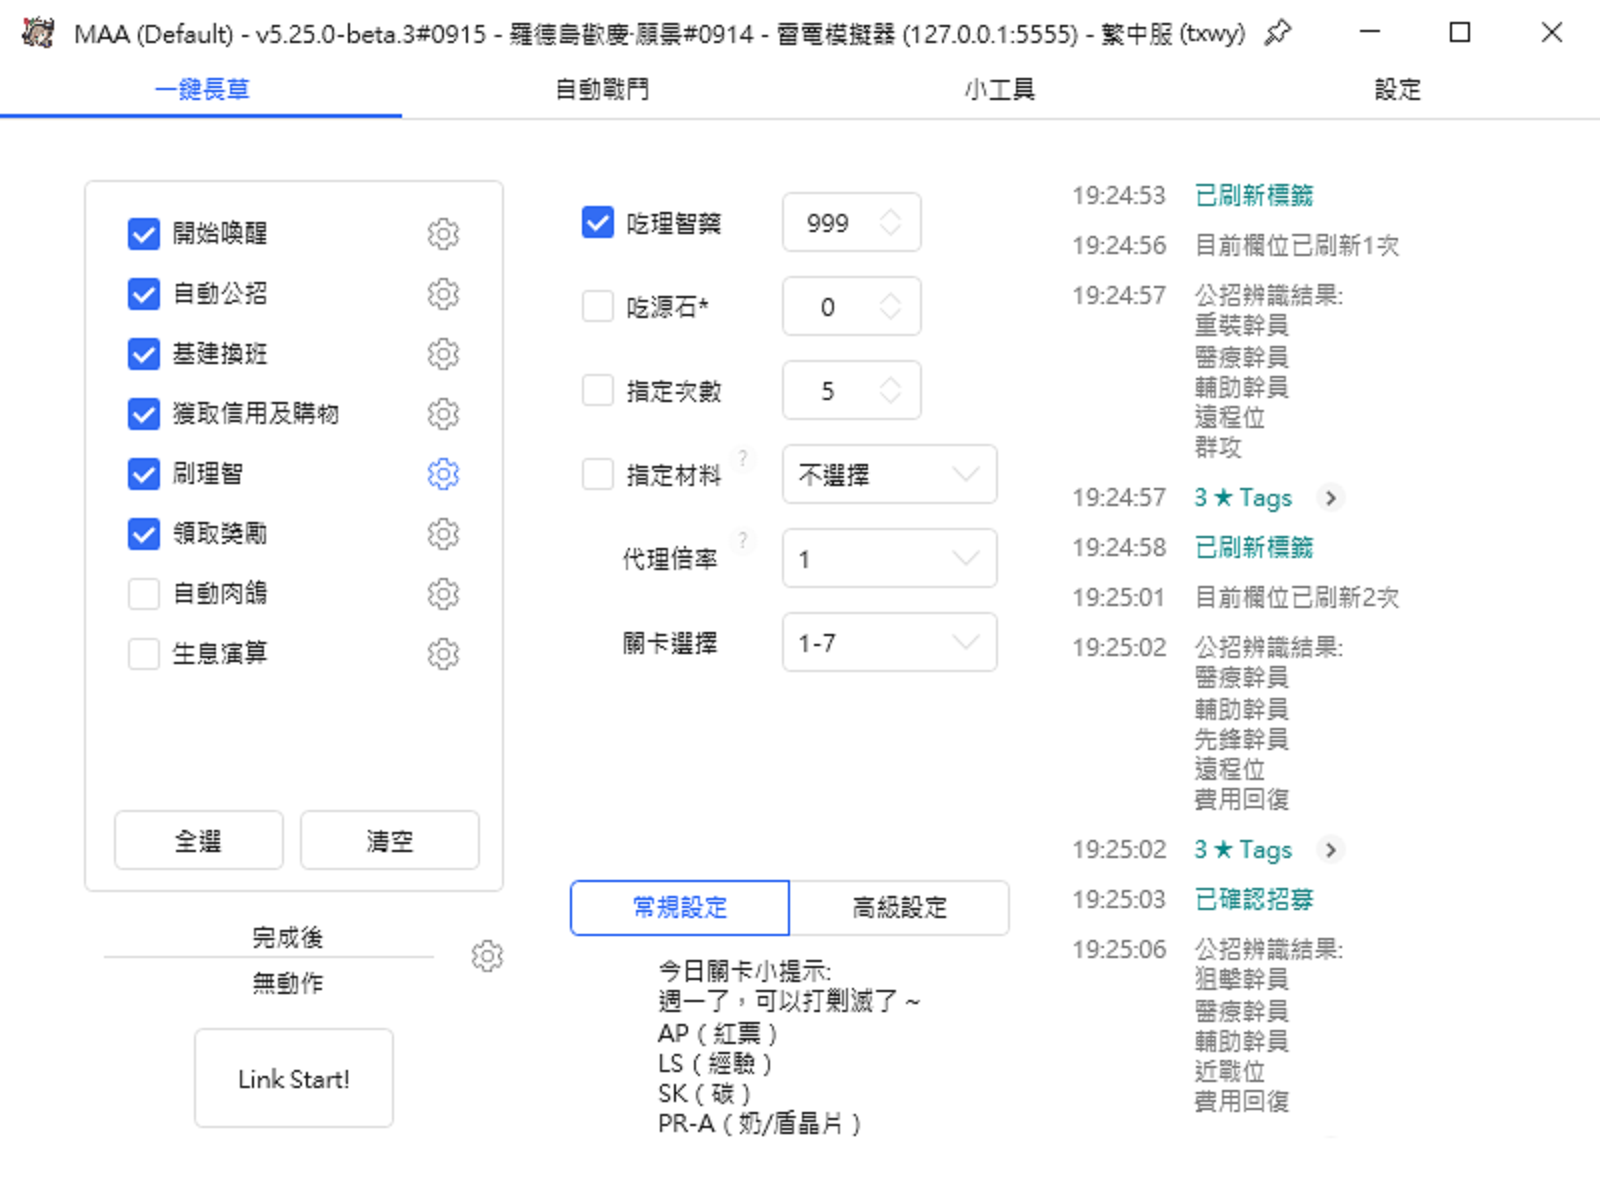 MAA (Default) - v5.25.0-beta.3#0915 - 羅德島歡慶·願景#0914 - 雷電模擬器 (127.0.0.1:5555) - 繁中服 (txwy)
一鍵長草
自動戰鬥
小工具
設定
開始喚醒
自動公招
基建換班
獲取信用及購物
刷理智
領取獎勵
自動肉鴿
生息演算
全選
清空
完成後
無動作
Link Start!
吃理智藥 999
吃源石* 0
指定次數 5
指定材料 ? 不選擇
代理倍率 ? 1
關卡選擇 1-7
常規設定
高級設定
今日關卡小提示:
週一了，可以打剿滅了 ~
AP ( 紅票 )
LS ( 經驗 )
SK ( 碳 )
PR-A ( 奶/盾晶片 )
19:24:53 已刷新標籤
19:24:56 目前欄位已刷新1次
19:24:57 公招辨識結果:
重裝幹員
醫療幹員
輔助幹員
遠程位
群攻
19:24:57 3 ★ Tags
19:24:58 已刷新標籤
19:25:01 目前欄位已刷新2次
19:25:02 公招辨識結果:
醫療幹員
輔助幹員
先鋒幹員
遠程位
費用回復
19:25:02 3 ★ Tags
19:25:03 已確認招募
19:25:06 公招辨識結果:
狙擊幹員
醫療幹員
輔助幹員
近戰位
費用回復